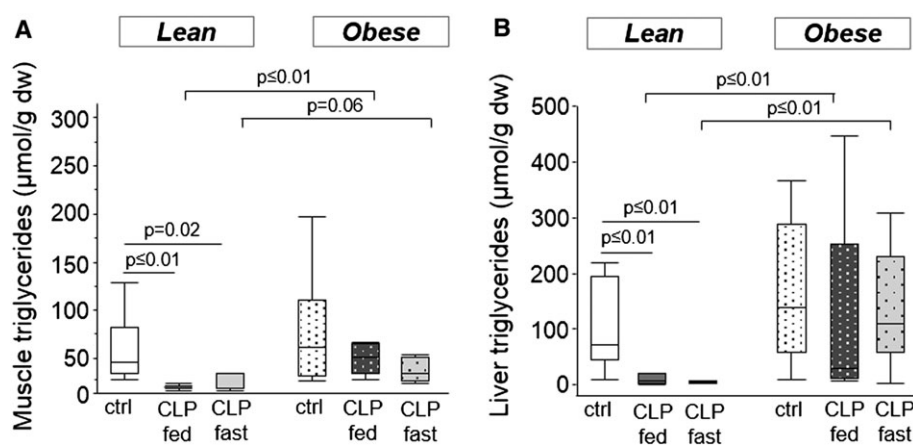 A
Lean
Obese
p≤0.01
p=0.06
p=0.02
p≤0.01
Muscle triglycerides (µmol/g dw)
300
250
200
150
100
50
0
ctrl
CLP
fed
CLP
fast
ctrl
CLP
fed
CLP
fast
B
Lean
Obese
p≤0.01
p≤0.01
p≤0.01
p≤0.01
Liver triglycerides (µmol/g dw)
500
400
300
200
100
0
ctrl
CLP
fed
CLP
fast
ctrl
CLP
fed
CLP
fast